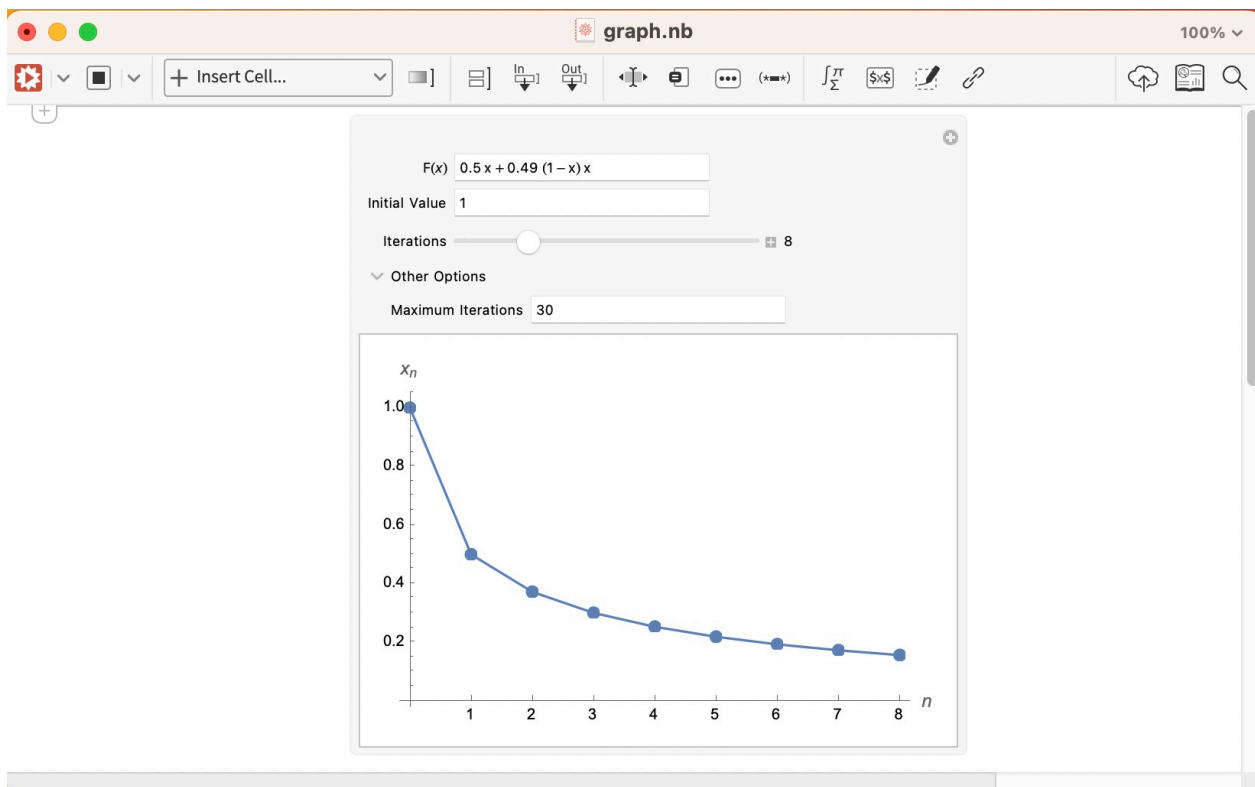 graph.nb
100%
Insert Cell...
In
Out
$x$
F(x) 0.5 x + 0.49 (1 − x) x
Initial Value 1
Iterations 8
Other Options
Maximum Iterations 30
xn
1.0
0.8
0.6
0.4
0.2
1 2 3 4 5 6 7 8 n